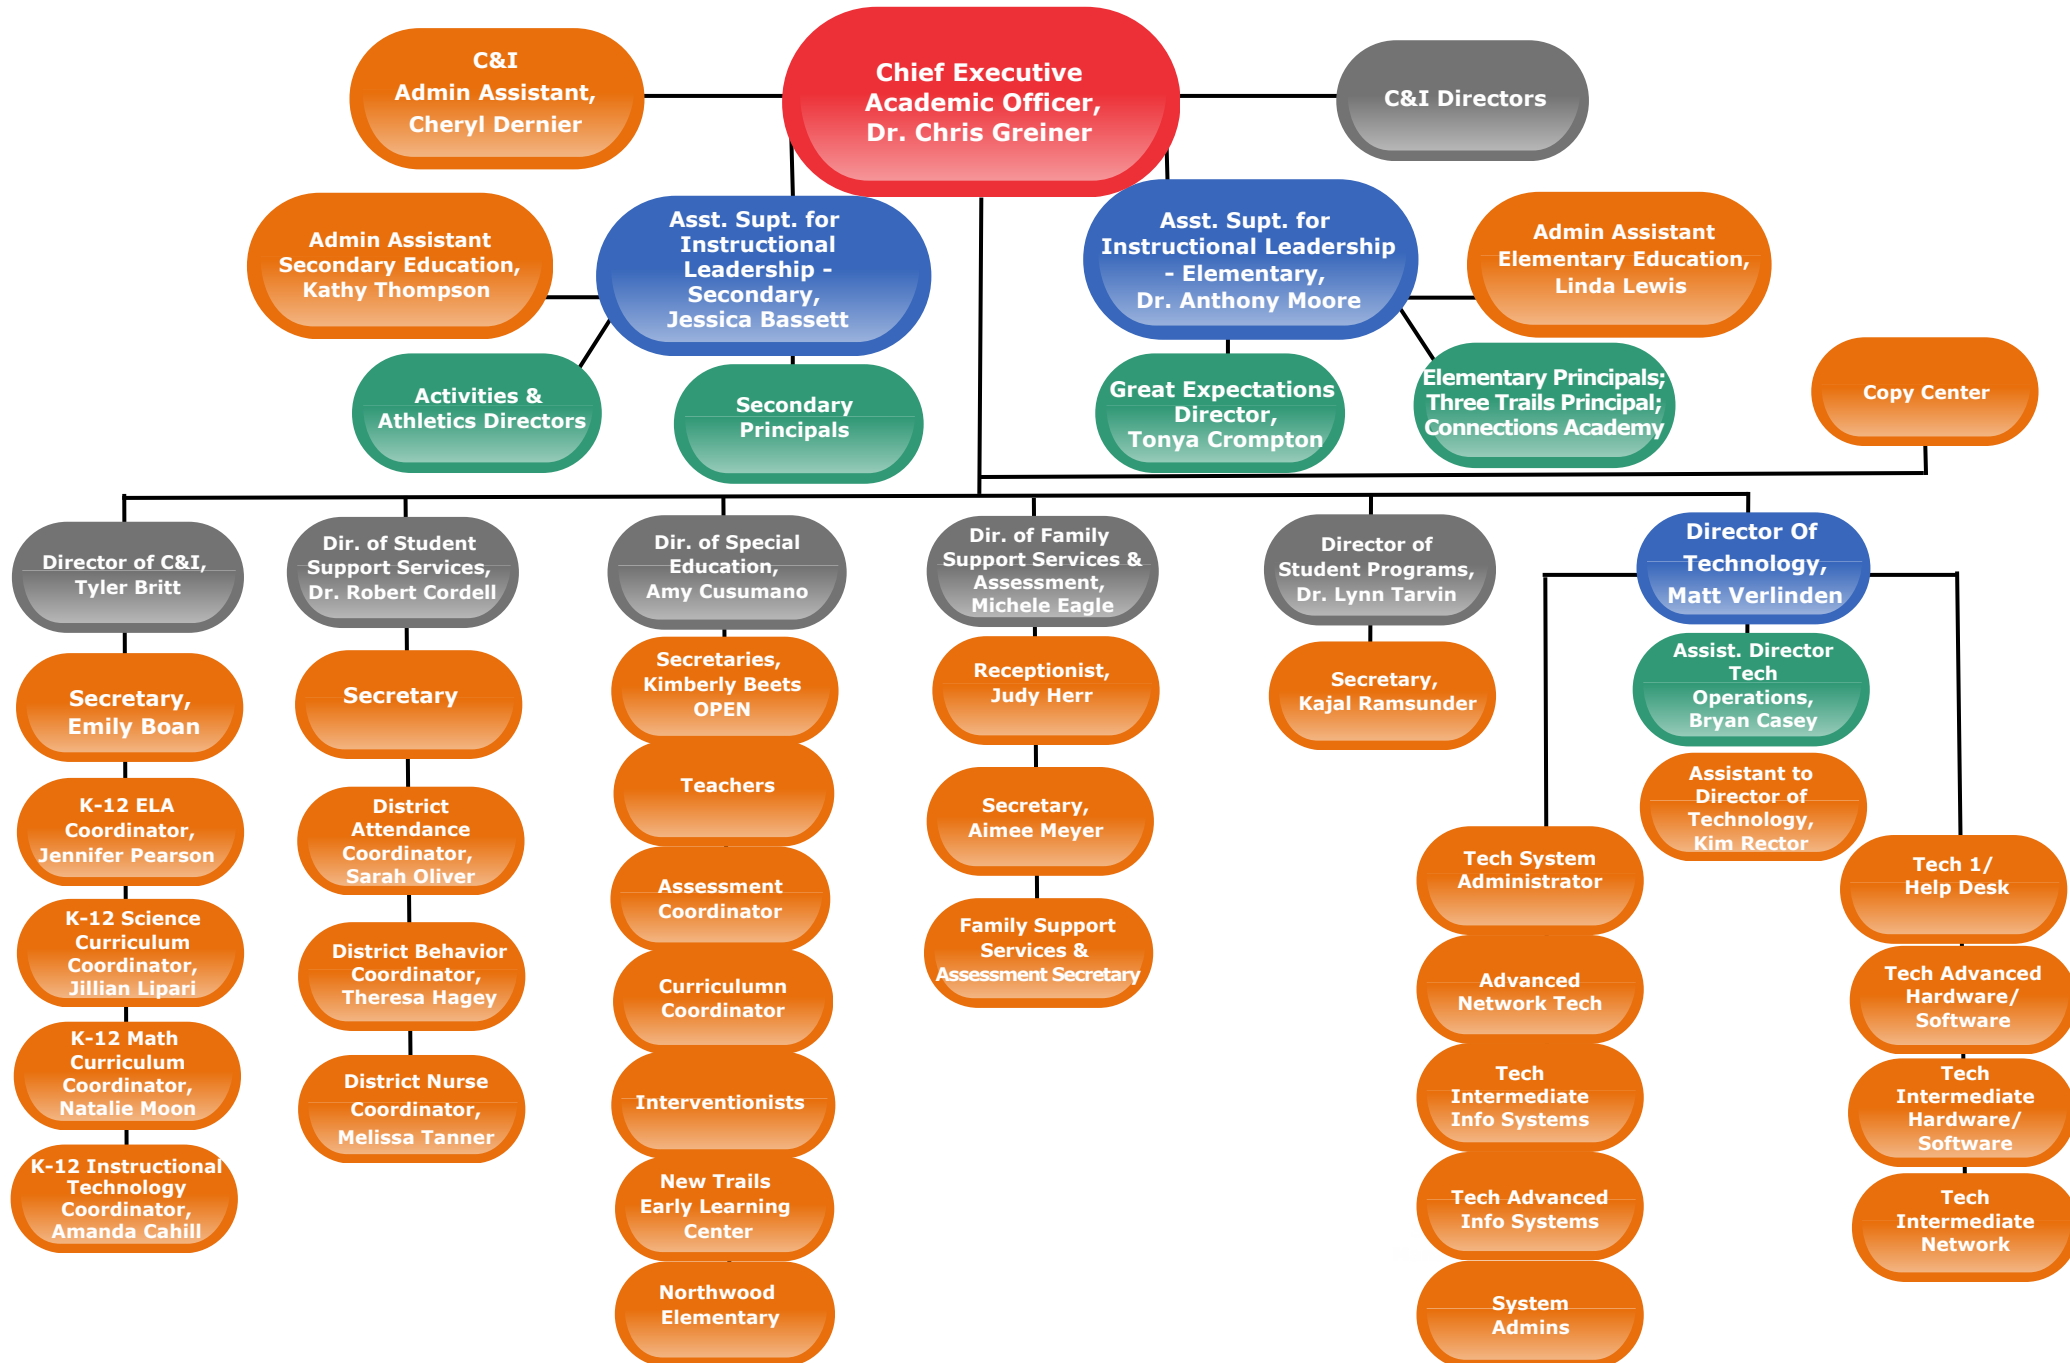 C&I
Admin Assistant,
Cheryl Dernier
Chief Executive
Academic Officer,
Dr. Chris Greiner
C&I Directors
Admin Assistant
Secondary Education,
Kathy Thompson
Asst. Supt. for
Instructional
Leadership –
Secondary,
Jessica Bassett
Asst. Supt. for
Instructional Leadership
– Elementary,
Dr. Anthony Moore
Admin Assistant
Elementary Education,
Linda Lewis
Activities &
Athletics Directors
Secondary
Principals
Great Expectations
Director,
Tonya Crompton
Elementary Principals;
Three Trails Principal;
Connections Academy
Copy Center
Director of C&I,
Tyler Britt
Dir. of Student
Support Services,
Dr. Robert Cordell
Dir. of Special
Education,
Amy Cusumano
Dir. of Family
Support Services &
Assessment,
Michele Eagle
Director of
Student Programs,
Dr. Lynn Tarvin
Director Of
Technology,
Matt Verlinden
Secretary,
Emily Boan
K-12 ELA
Coordinator,
Jennifer Pearson
K-12 Science
Curriculum
Coordinator,
Jillian Lipari
K-12 Math
Curriculum
Coordinator,
Natalie Moon
K-12 Instructional
Technology
Coordinator,
Amanda Cahill
Secretary
District
Attendance
Coordinator,
Sarah Oliver
District Behavior
Coordinator,
Theresa Hagey
District Nurse
Coordinator,
Melissa Tanner
Secretaries,
Kimberly Beets
OPEN
Teachers
Assessment
Coordinator
Curriculumn
Coordinator
Interventionists
New Trails
Early Learning
Center
Northwood
Elementary
Receptionist,
Judy Herr
Secretary,
Aimee Meyer
Family Support
Services &
Assessment Secretary
Secretary,
Kajal Ramsunder
Assist. Director
Tech
Operations,
Bryan Casey
Assistant to
Director of
Technology,
Kim Rector
Tech System
Administrator
Advanced
Network Tech
Tech
Intermediate
Info Systems
Tech Advanced
Info Systems
System
Admins
Tech 1/
Help Desk
Tech Advanced
Hardware/
Software
Tech
Intermediate
Hardware/
Software
Tech
Intermediate
Network